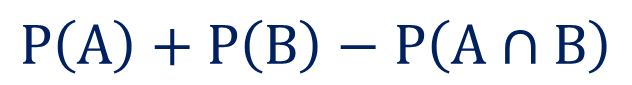 P(A) + P(B) − P(A ∩ B)